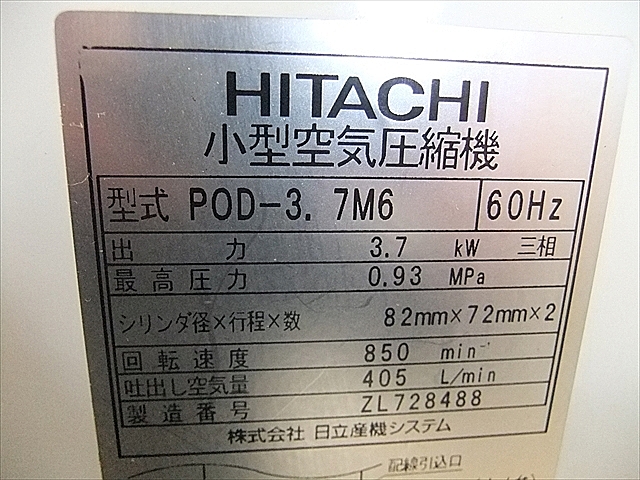 HITACHI
小型空気圧縮機
型式 POD-3.7M6 60Hz
出力 3.7 kW 三相
最高圧力 0.93 MPa
シリンダ径×行程×数 82mm×72mm×2
回転速度 850 min⁻¹
吐出し空気量 405 L/min
製造番号 ZL728488
株式会社 日立産機システム
配線引込口